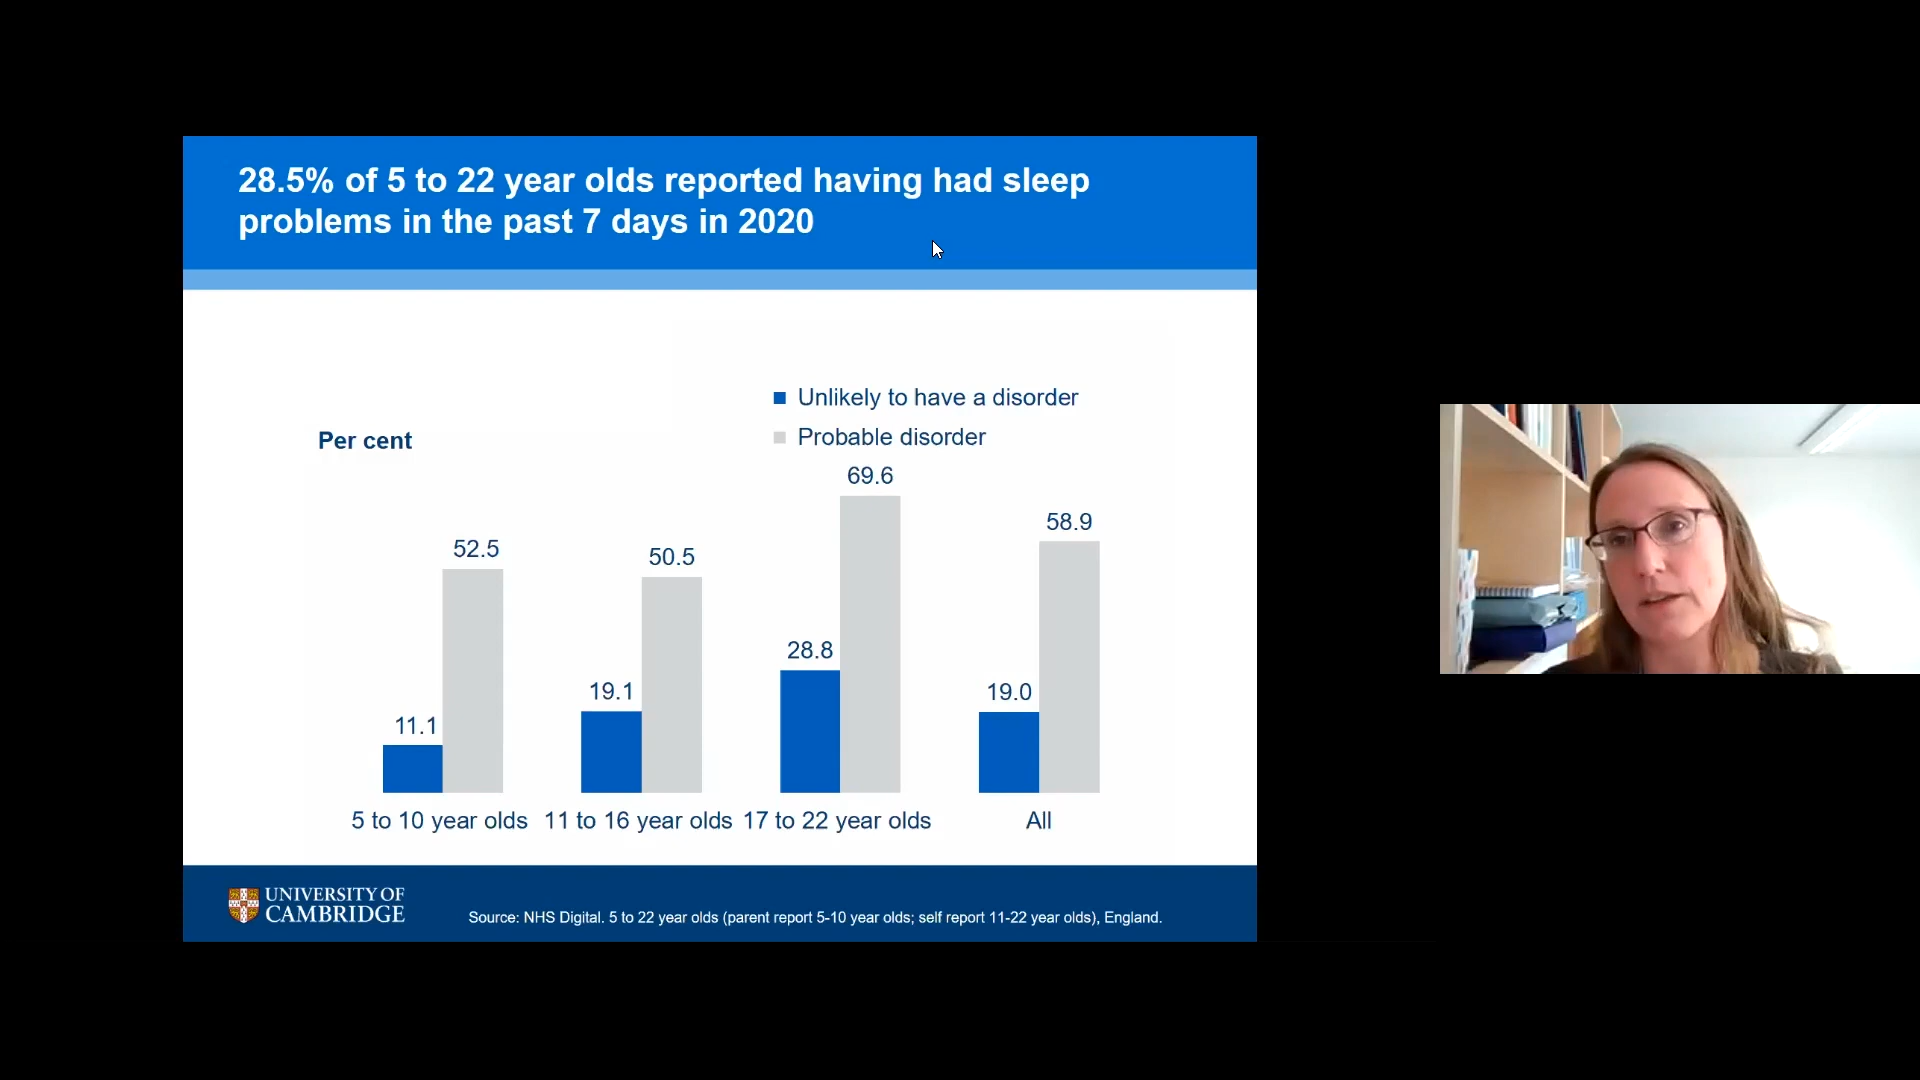 28.5% of 5 to 22 year olds reported having had sleep
problems in the past 7 days in 2020
Unlikely to have a disorder
Probable disorder
Per cent
11.1
52.5
19.1
50.5
28.8
69.6
19.0
58.9
5 to 10 year olds
11 to 16 year olds
17 to 22 year olds
All
UNIVERSITY OF
CAMBRIDGE
Source: NHS Digital. 5 to 22 year olds (parent report 5-10 year olds; self report 11-22 year olds), England.